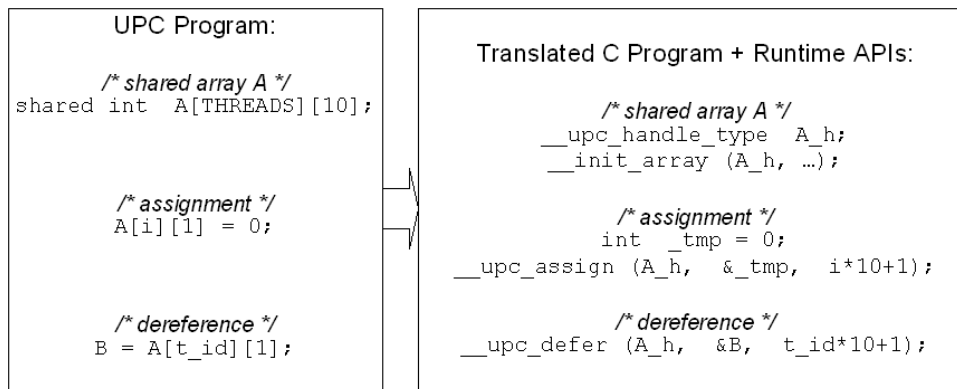 UPC Program:
/* shared array A */
shared int  A[THREADS][10];
/* assignment */
A[i][1] = 0;
/* dereference */
B = A[t_id][1];
Translated C Program + Runtime APIs:
/* shared array A */
__upc_handle_type  A_h;
__init_array (A_h, …);
/* assignment */
int  _tmp = 0;
__upc_assign (A_h,  &_tmp,  i*10+1);
/* dereference */
__upc_defer (A_h,  &B,  t_id*10+1);